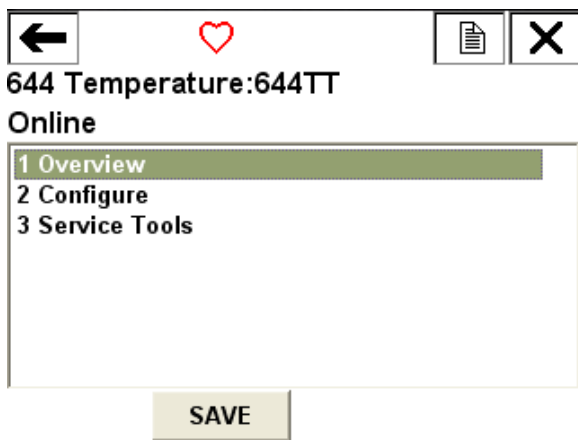 644 Temperature:644TT
Online
1 Overview
2 Configure
3 Service Tools
SAVE